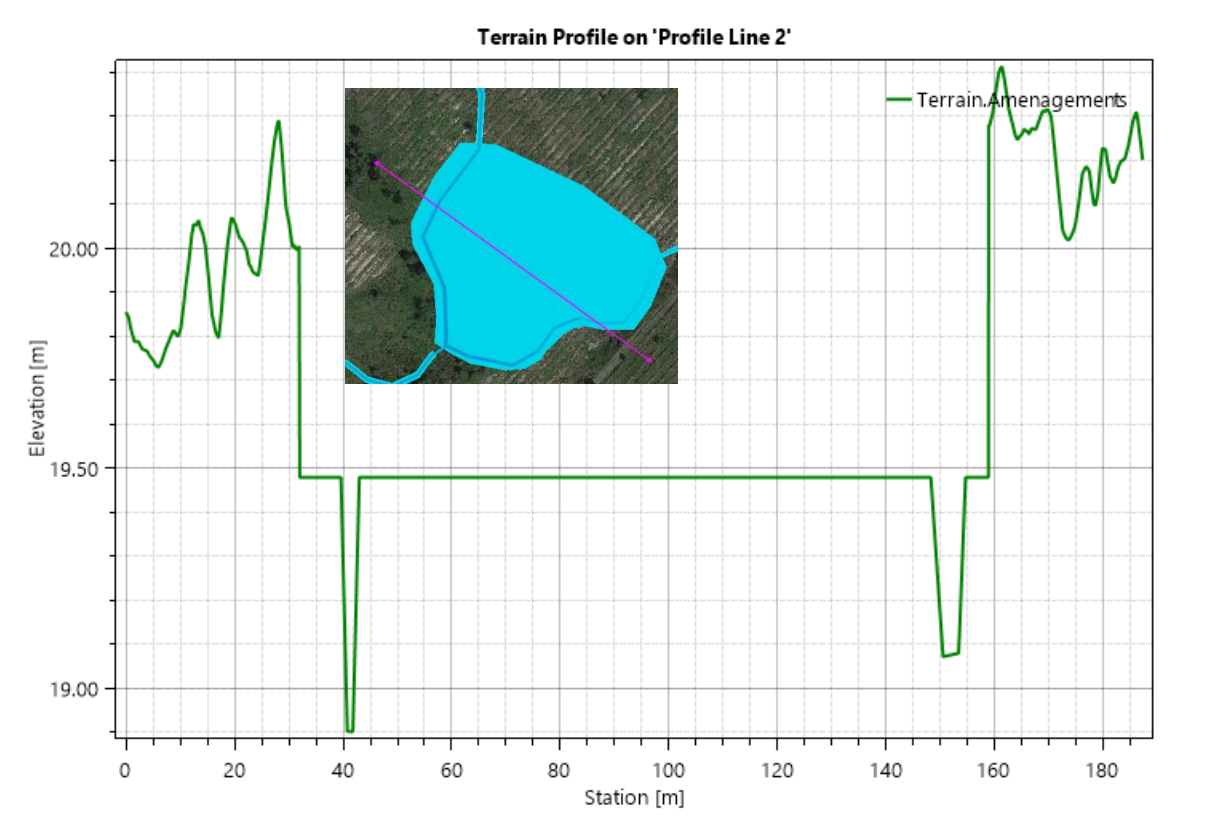 Terrain Profile on 'Profile Line 2'
Terrain.Amenagements
Elevation [m]
20.00
19.50
19.00
0 20 40 60 80 100 120 140 160 180
Station [m]